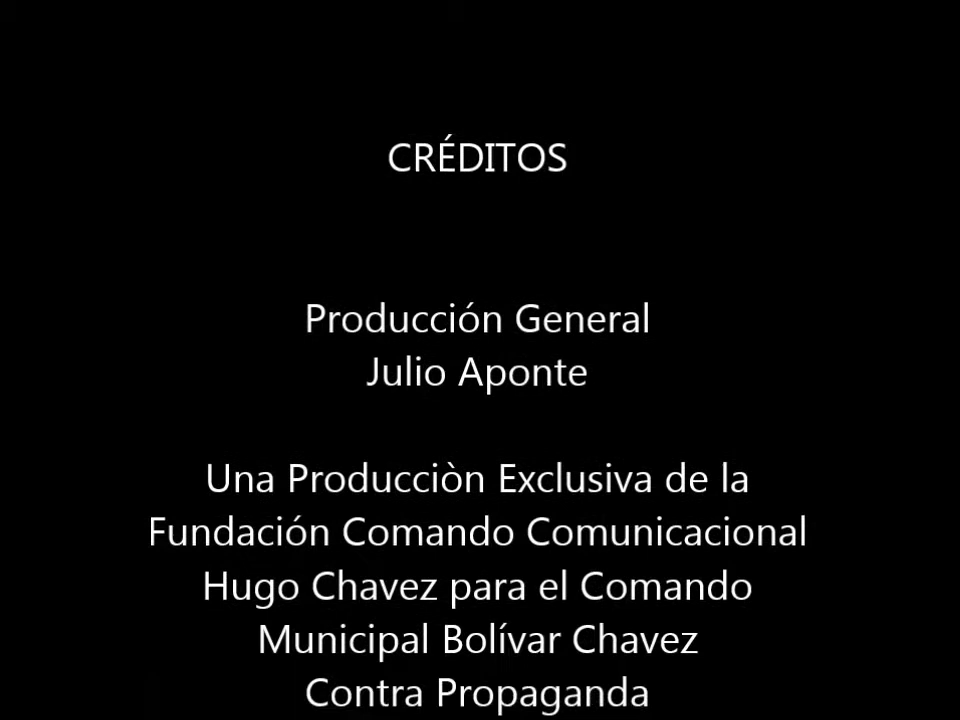 CRÉDITOS
Producción General
Julio Aponte
Una Producciòn Exclusiva de la
Fundación Comando Comunicacional
Hugo Chavez para el Comando
Municipal Bolívar Chavez
Contra Propaganda